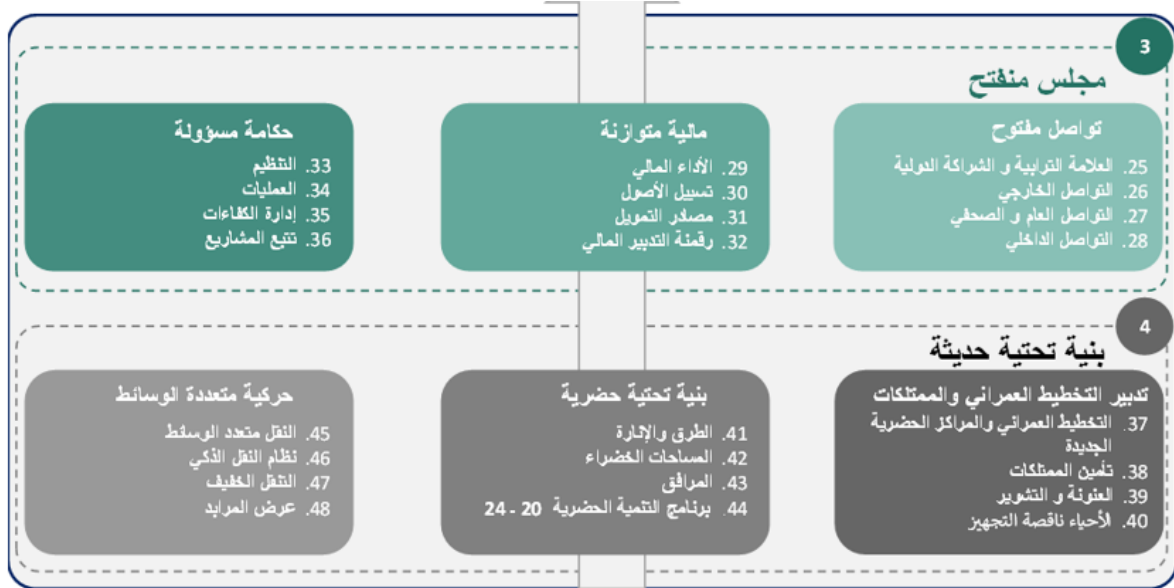 3
مجلس منفتح
تواصل مفتوح
25. العلامة الترابية و الشراكة الدولية
26. التواصل الخارجي
27. التواصل العام و الصحفي
28. التواصل الداخلي
مالية متوازنة
29. الأداء المالي
30. تسييل الأصول
31. مصادر التمويل
32. رقمنة التدبير المالي
حكامة مسؤولة
33. التنظيم
34. العمليات
35. إدارة الكفاءات
36. تتبع المشاريع
4
بنية تحتية حديثة
تدبير التخطيط العمراني والممتلكات
37. التخطيط العمراني والمراكز الحضرية
الجديدة
38. تأمين الممتلكات
39. العنونة و التشوير
40. الأحياء ناقصة التجهيز
بنية تحتية حضرية
41. الطرق والإنارة
42. المساحات الخضراء
43. المرافق
44. برنامج التنمية الحضرية 20 - 24
حركية متعددة الوسائط
45. النقل متعدد الوسائط
46. نظام النقل الذكي
47. التنقل الخفيف
48. عرض المرابد